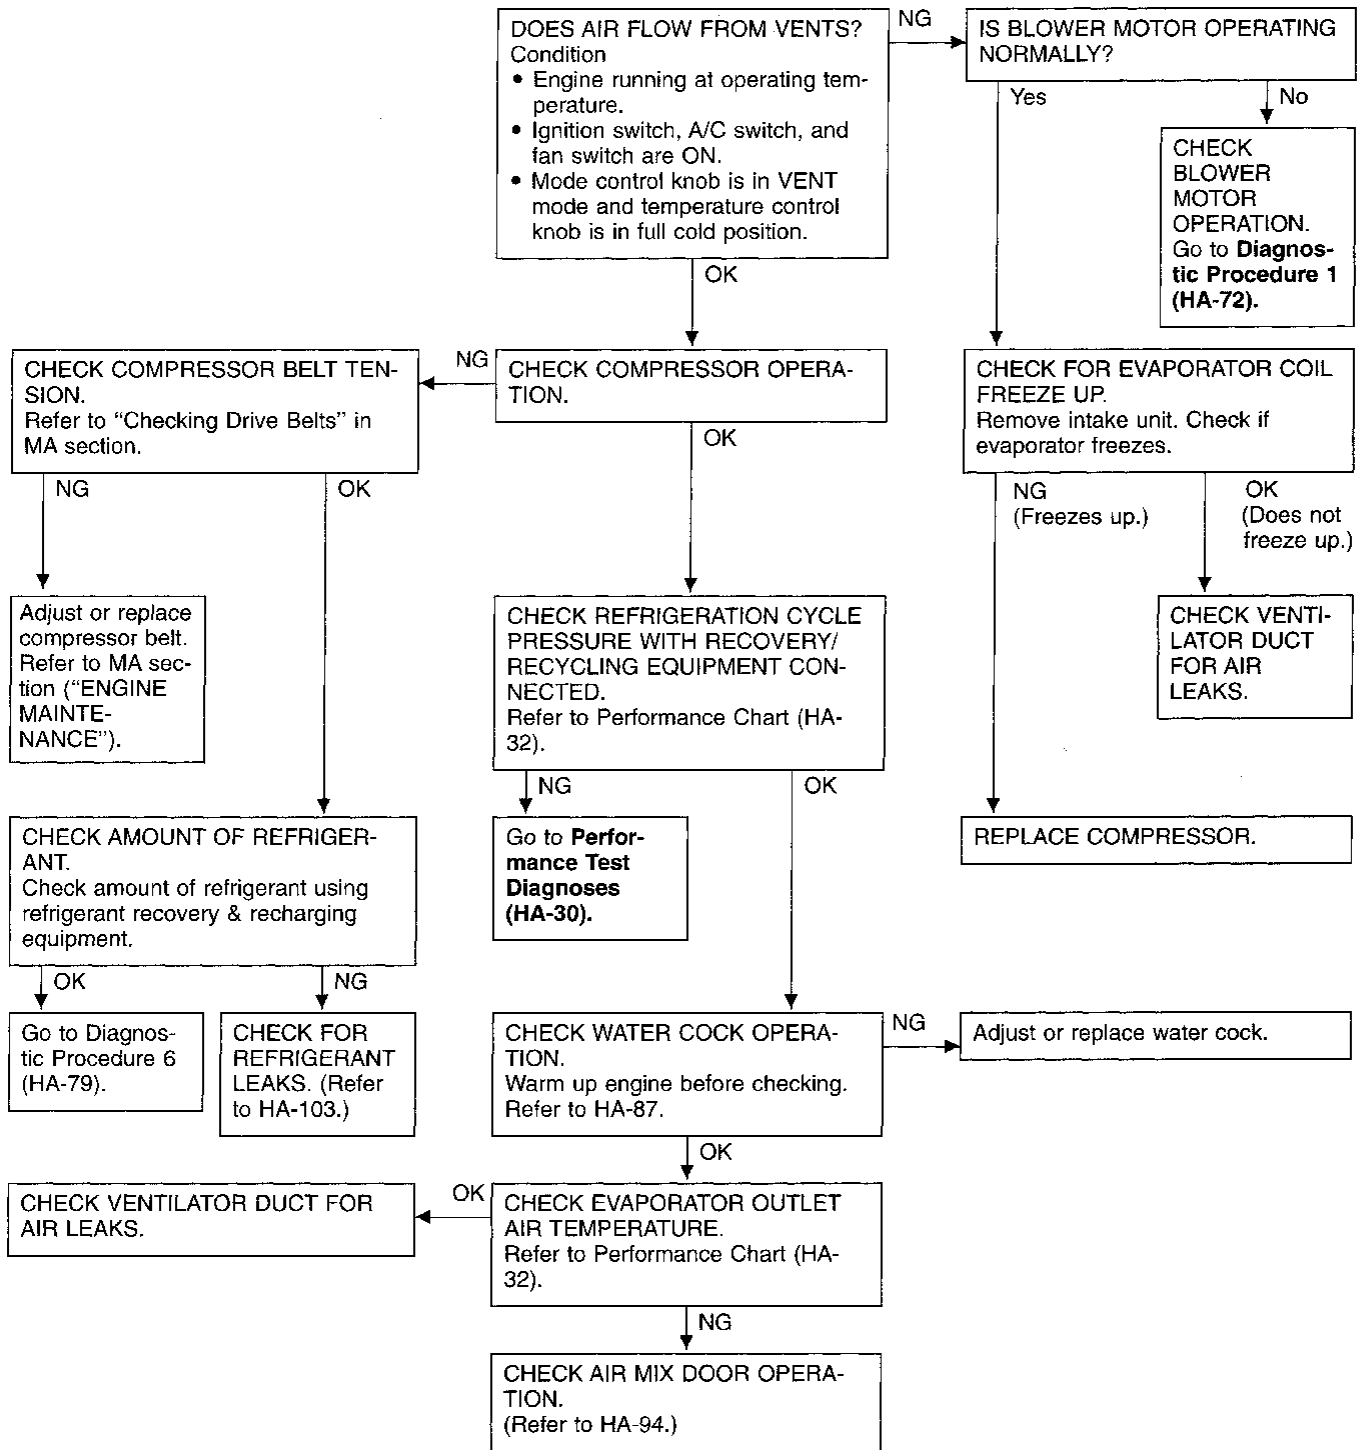 DOES AIR FLOW FROM VENTS?
Condition
• Engine running at operating tem-
perature.
• Ignition switch, A/C switch, and
fan switch are ON.
• Mode control knob is in VENT
mode and temperature control
knob is in full cold position.
NG
IS BLOWER MOTOR OPERATING
NORMALLY?
Yes
No
CHECK
BLOWER
MOTOR
OPERATION.
Go to Diagnos-
tic Procedure 1
(HA-72).
OK
CHECK COMPRESSOR OPERA-
TION.
NG
CHECK COMPRESSOR BELT TEN-
SION.
Refer to “Checking Drive Belts” in
MA section.
CHECK FOR EVAPORATOR COIL
FREEZE UP.
Remove intake unit. Check if
evaporator freezes.
NG
(Freezes up.)
OK
(Does not
freeze up.)
NG
OK
OK
Adjust or replace
compressor belt.
Refer to MA sec-
tion (“ENGINE
MAINTE-
NANCE”).
CHECK REFRIGERATION CYCLE
PRESSURE WITH RECOVERY/
RECYCLING EQUIPMENT CON-
NECTED.
Refer to Performance Chart (HA-
32).
CHECK VENTI-
LATOR DUCT
FOR AIR
LEAKS.
NG
OK
CHECK AMOUNT OF REFRIGER-
ANT.
Check amount of refrigerant using
refrigerant recovery & recharging
equipment.
Go to Perfor-
mance Test
Diagnoses
(HA-30).
REPLACE COMPRESSOR.
OK
NG
Go to Diagnos-
tic Procedure 6
(HA-79).
CHECK FOR
REFRIGERANT
LEAKS. (Refer
to HA-103.)
CHECK WATER COCK OPERA-
TION.
Warm up engine before checking.
Refer to HA-87.
NG
Adjust or replace water cock.
OK
CHECK VENTILATOR DUCT FOR
AIR LEAKS.
OK
CHECK EVAPORATOR OUTLET
AIR TEMPERATURE.
Refer to Performance Chart (HA-
32).
NG
CHECK AIR MIX DOOR OPERA-
TION.
(Refer to HA-94.)